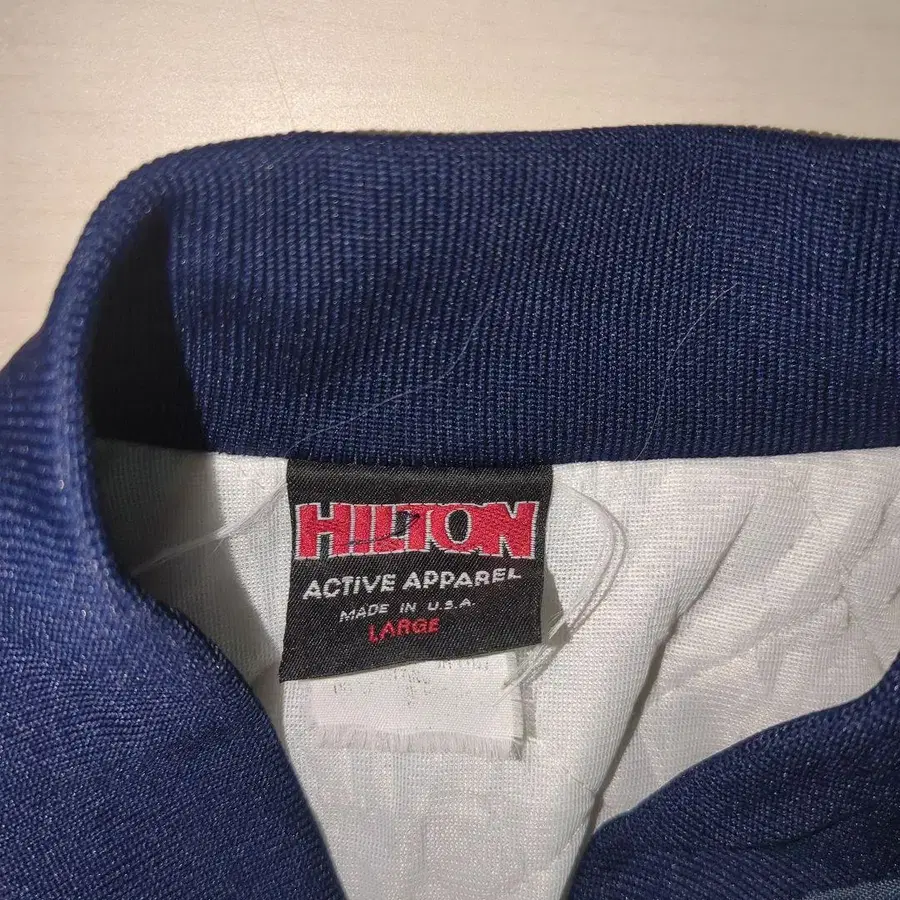 HILTON
ACTIVE APPAREL
MADE IN U.S.A.
LARGE